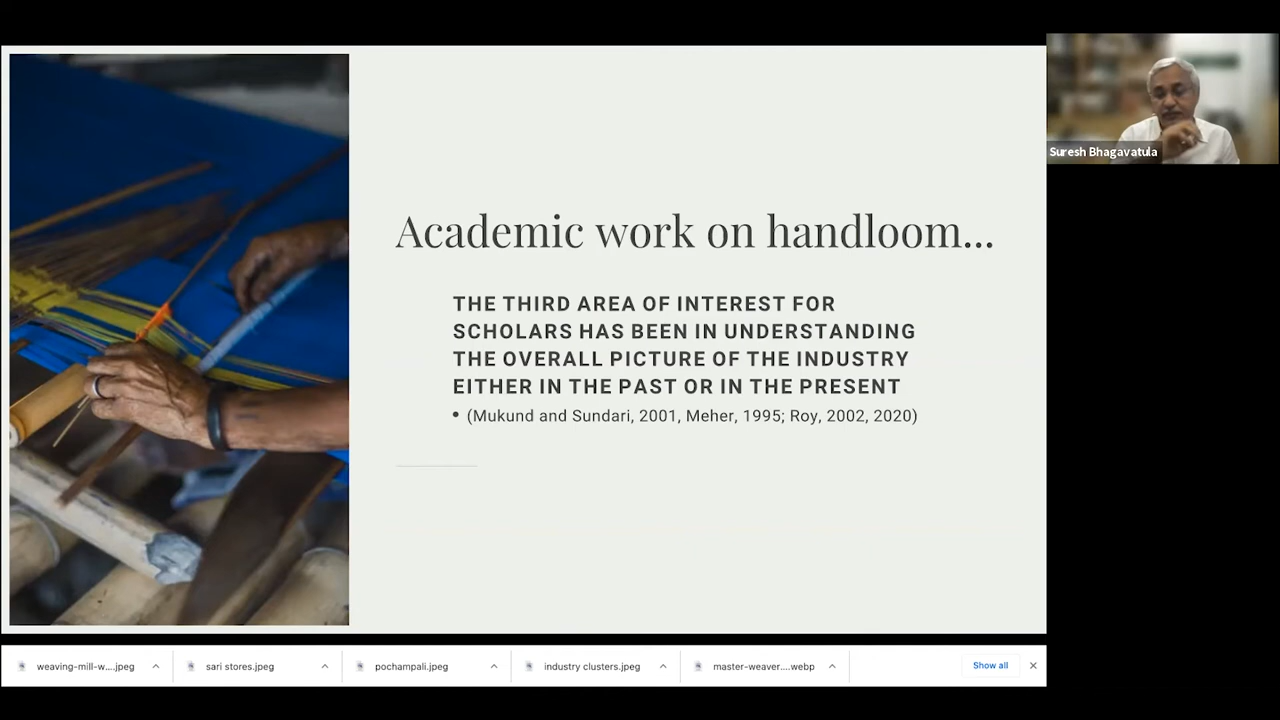 Academic work on handloom...
THE THIRD AREA OF INTEREST FOR
SCHOLARS HAS BEEN IN UNDERSTANDING
THE OVERALL PICTURE OF THE INDUSTRY
EITHER IN THE PAST OR IN THE PRESENT
• (Mukund and Sundari, 2001, Meher, 1995; Roy, 2002, 2020)
Suresh Bhagavatula
weaving-mill-w....jpeg
sari stores.jpeg
pochampali.jpeg
industry clusters.jpeg
master-weaver....webp
Show all